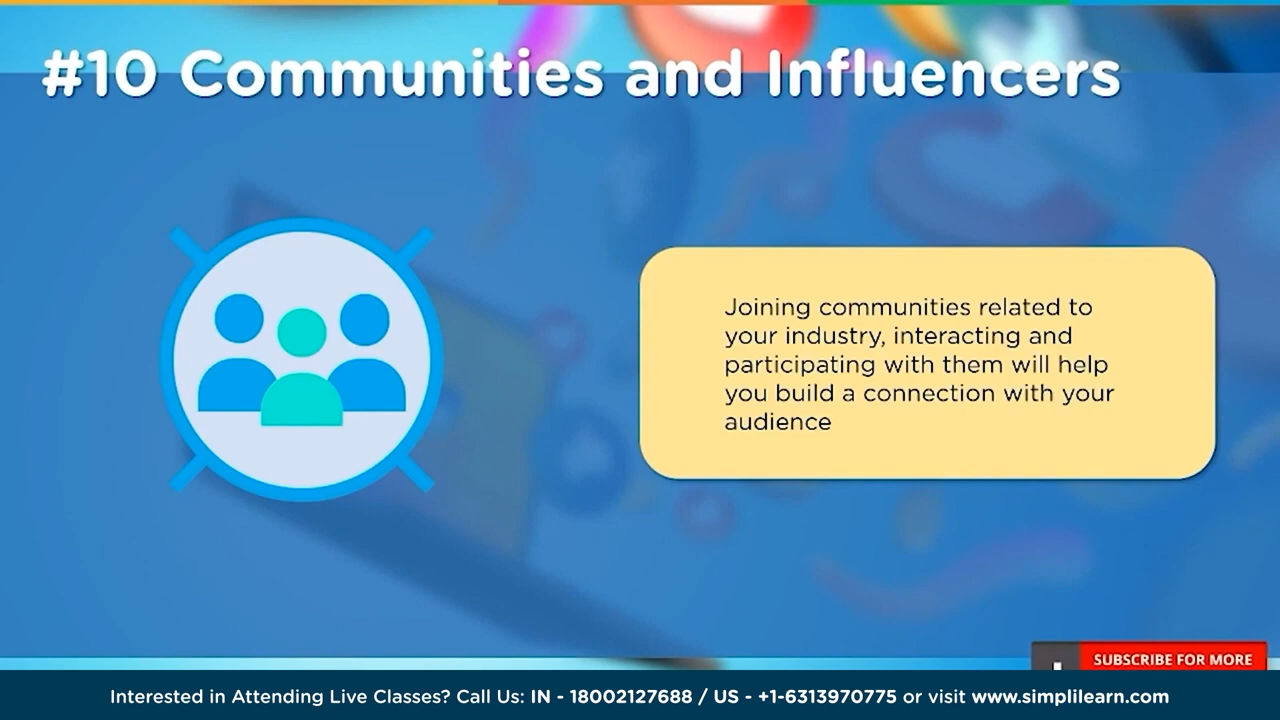 #10 Communities and Influencers
Joining communities related to
your industry, interacting and
participating with them will help
you build a connection with your
audience
SUBSCRIBE FOR MORE
Interested in Attending Live Classes? Call Us: IN - 18002127688 / US - +1-6313970775 or visit www.simplilearn.com